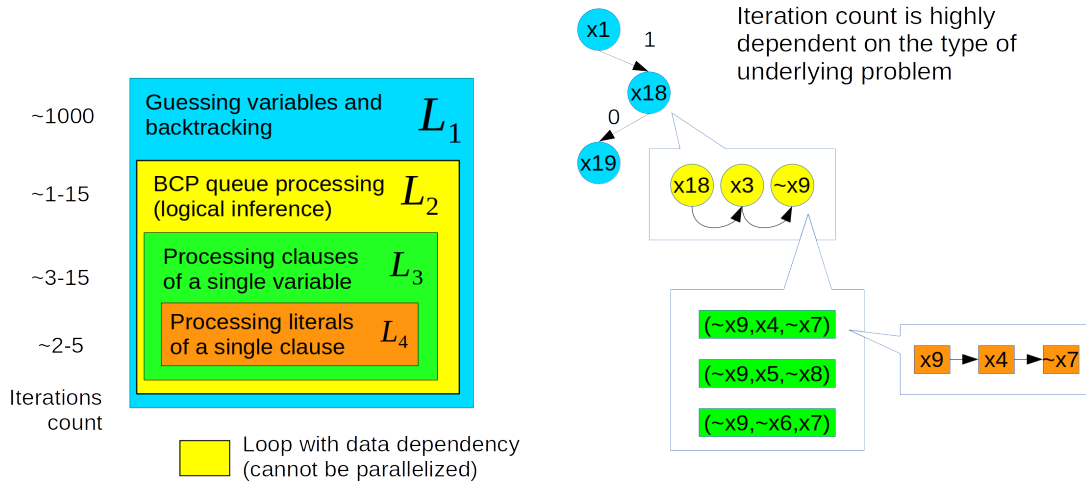 Iteration count is highly
dependent on the type of
underlying problem
x1
1
x18
0
x19
~1000
Guessing variables and
backtracking
L1
~1-15
BCP queue processing
(logical inference)
L2
~3-15
Processing clauses
of a single variable
L3
~2-5
Processing literals
of a single clause
L4
Iterations
count
Loop with data dependency
(cannot be parallelized)
x18 x3 ~x9
(~x9,x4,~x7)
(~x9,x5,~x8)
(~x9,~x6,x7)
x9 x4 ~x7